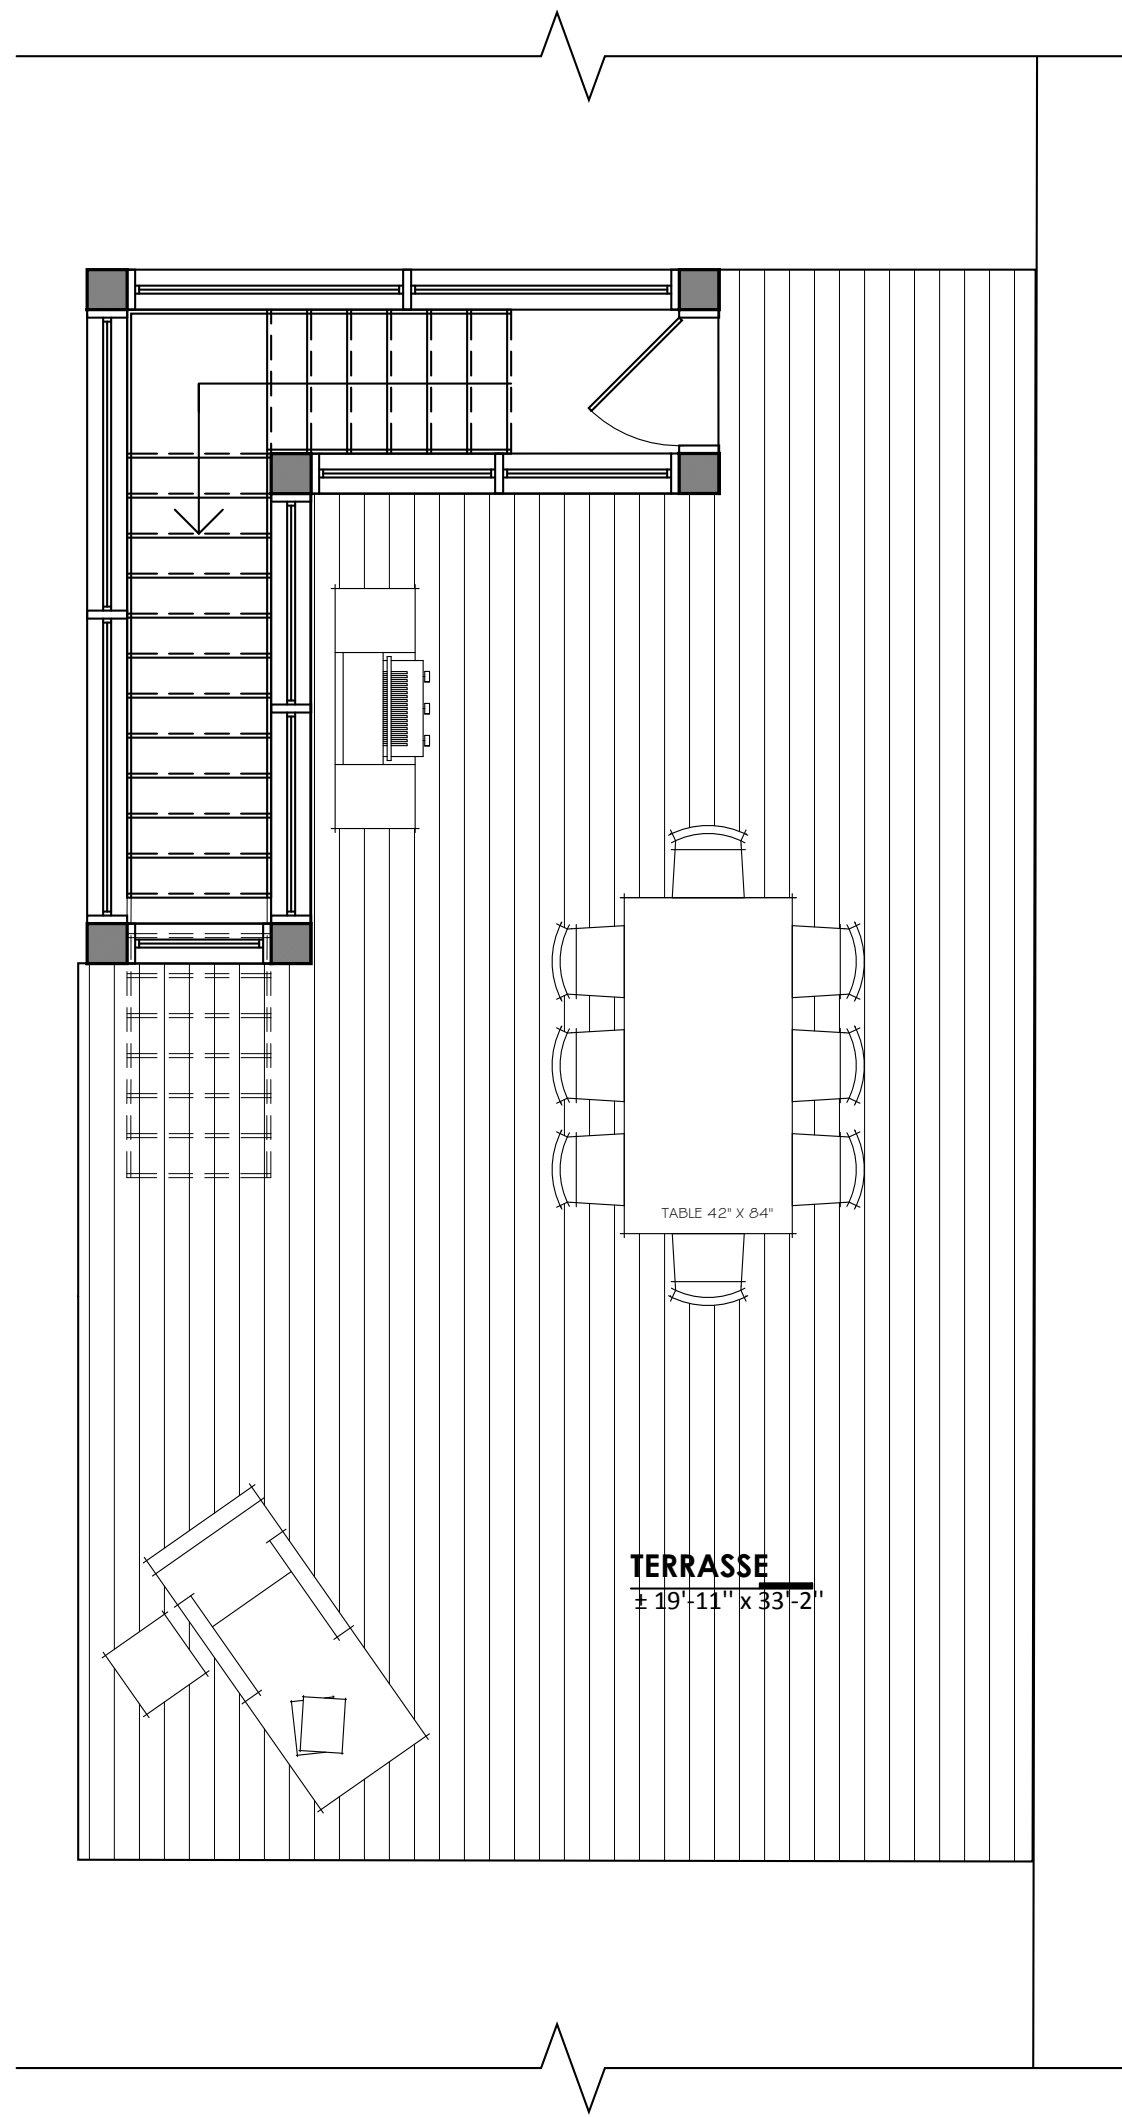 TABLE 42" X 84"
TERRASSE
± 19'-11'' x 33'-2''